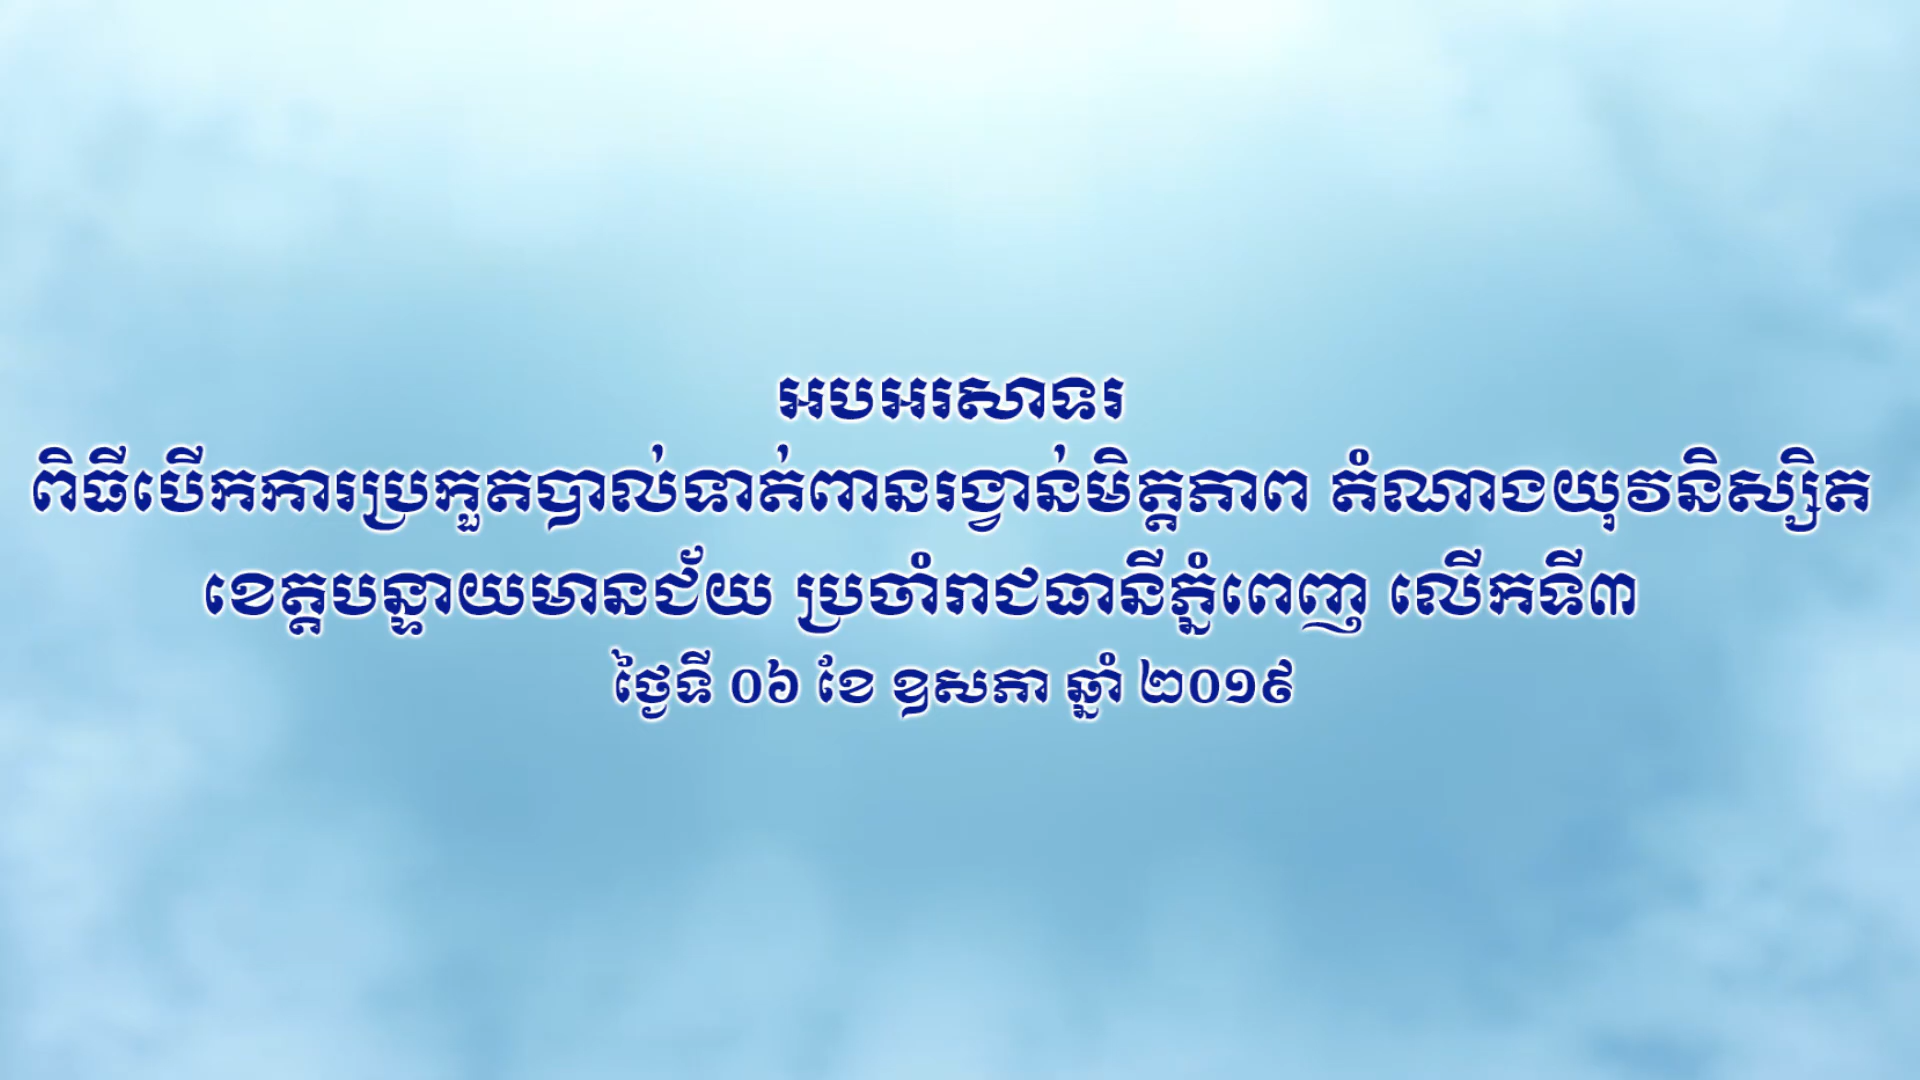 អបអរសាទរ
ពិធីបើកការប្រកួតបាល់ទាត់ពានរង្វាន់មិត្តភាព តំណាងយុវនិស្សិត
ខេត្តបន្ទាយមានជ័យ ប្រចាំរាជធានីភ្នំពេញ លើកទី៣
ថ្ងៃទី ០៦ ខែ ឧសភា ឆ្នាំ ២០១៩